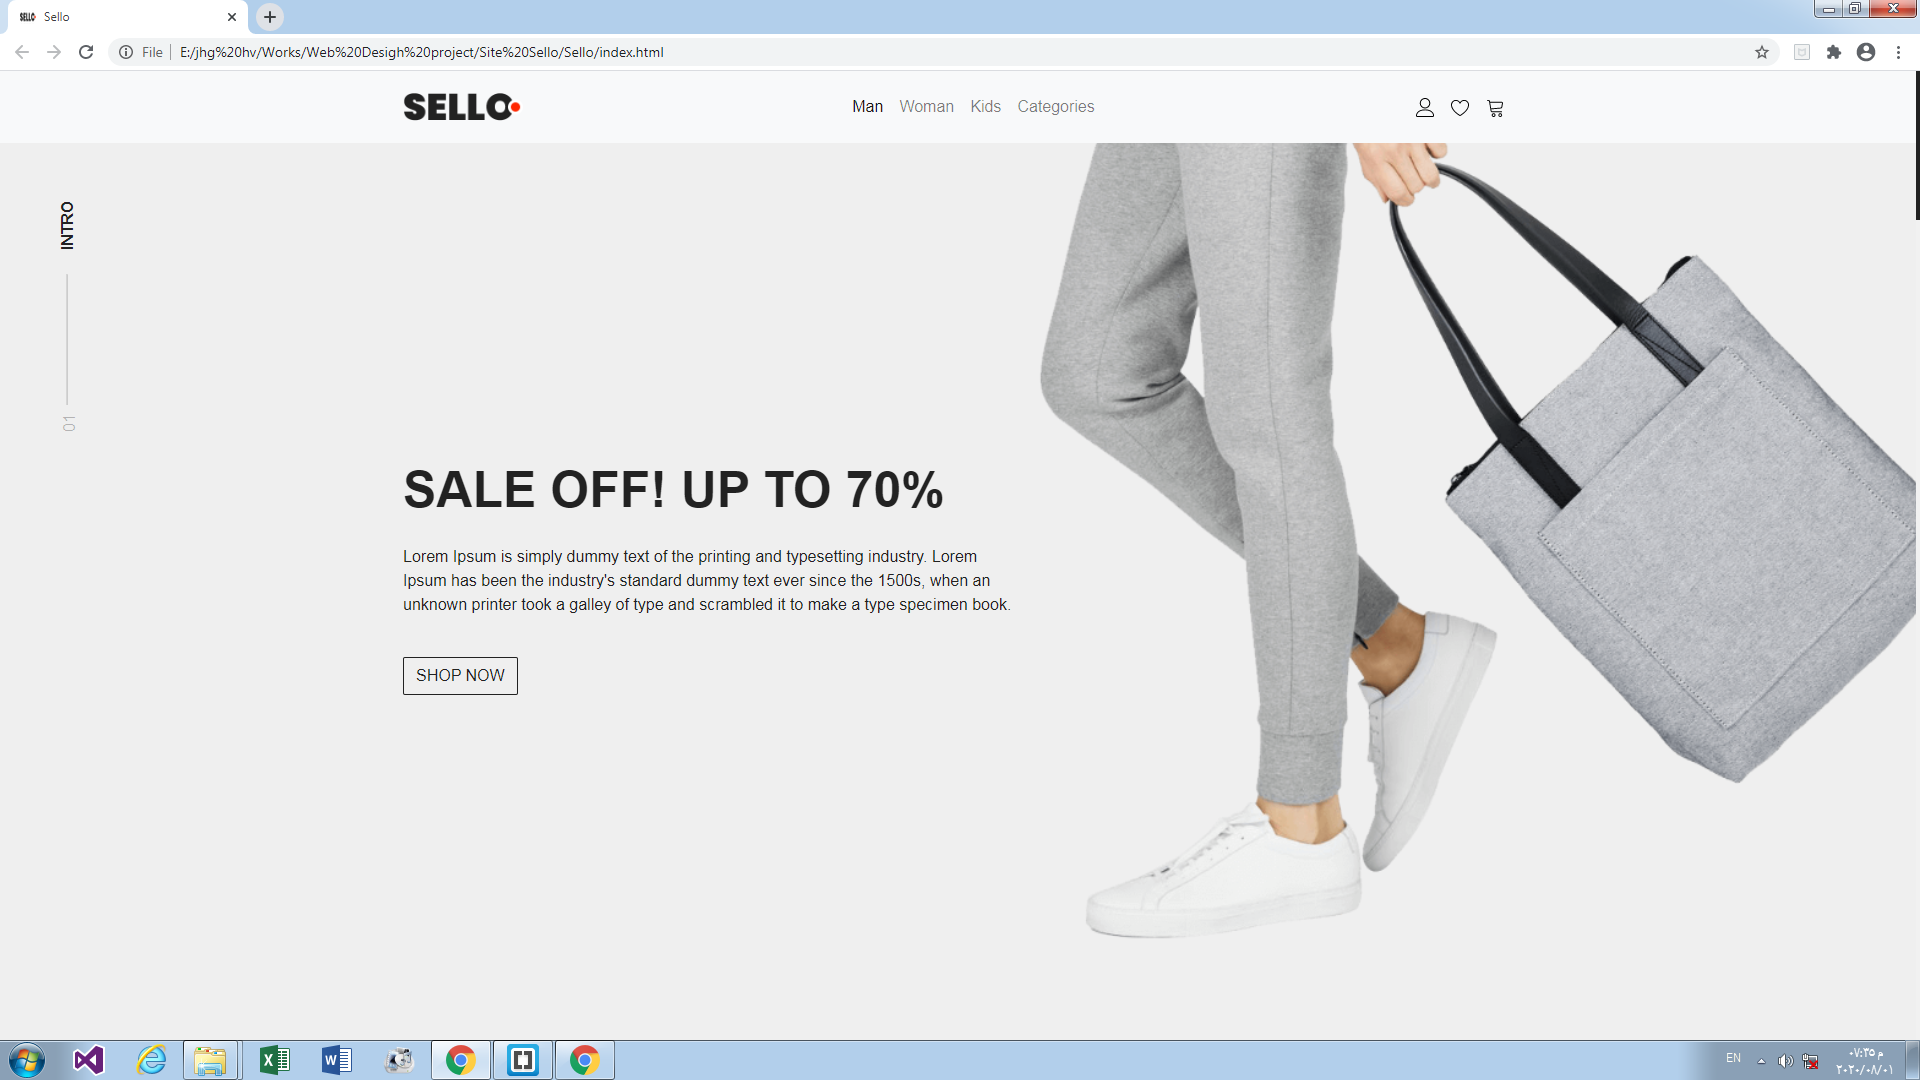 SELLO Sello
File E:/jhg%20hv/Works/Web%20Desigh%20project/Site%20Sello/Sello/index.html
SELLO
Man Woman Kids Categories
INTRO
01
SALE OFF! UP TO 70%
Lorem Ipsum is simply dummy text of the printing and typesetting industry. Lorem
Ipsum has been the industry's standard dummy text ever since the 1500s, when an
unknown printer took a galley of type and scrambled it to make a type specimen book.
SHOP NOW
EN
٠٧:٣٥ م
٢٠٢٠/٠٨/٠١